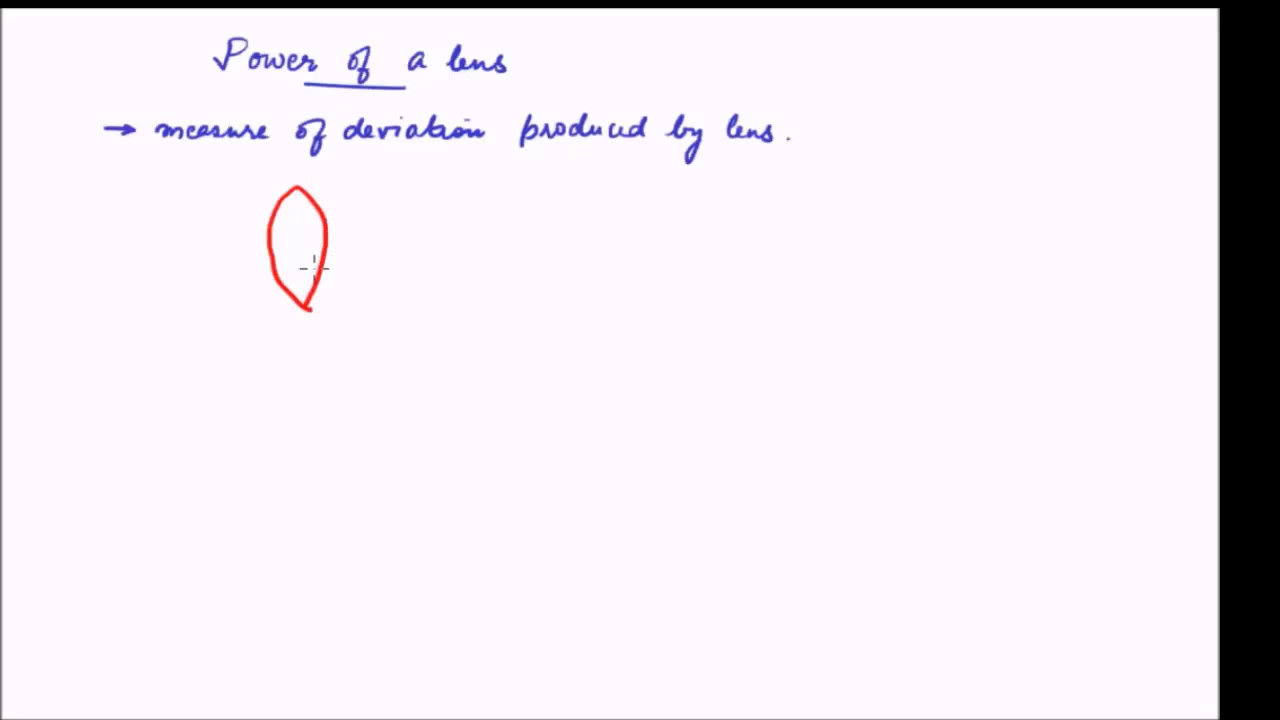 Power of a lens
→ measure of deviation produced by lens.